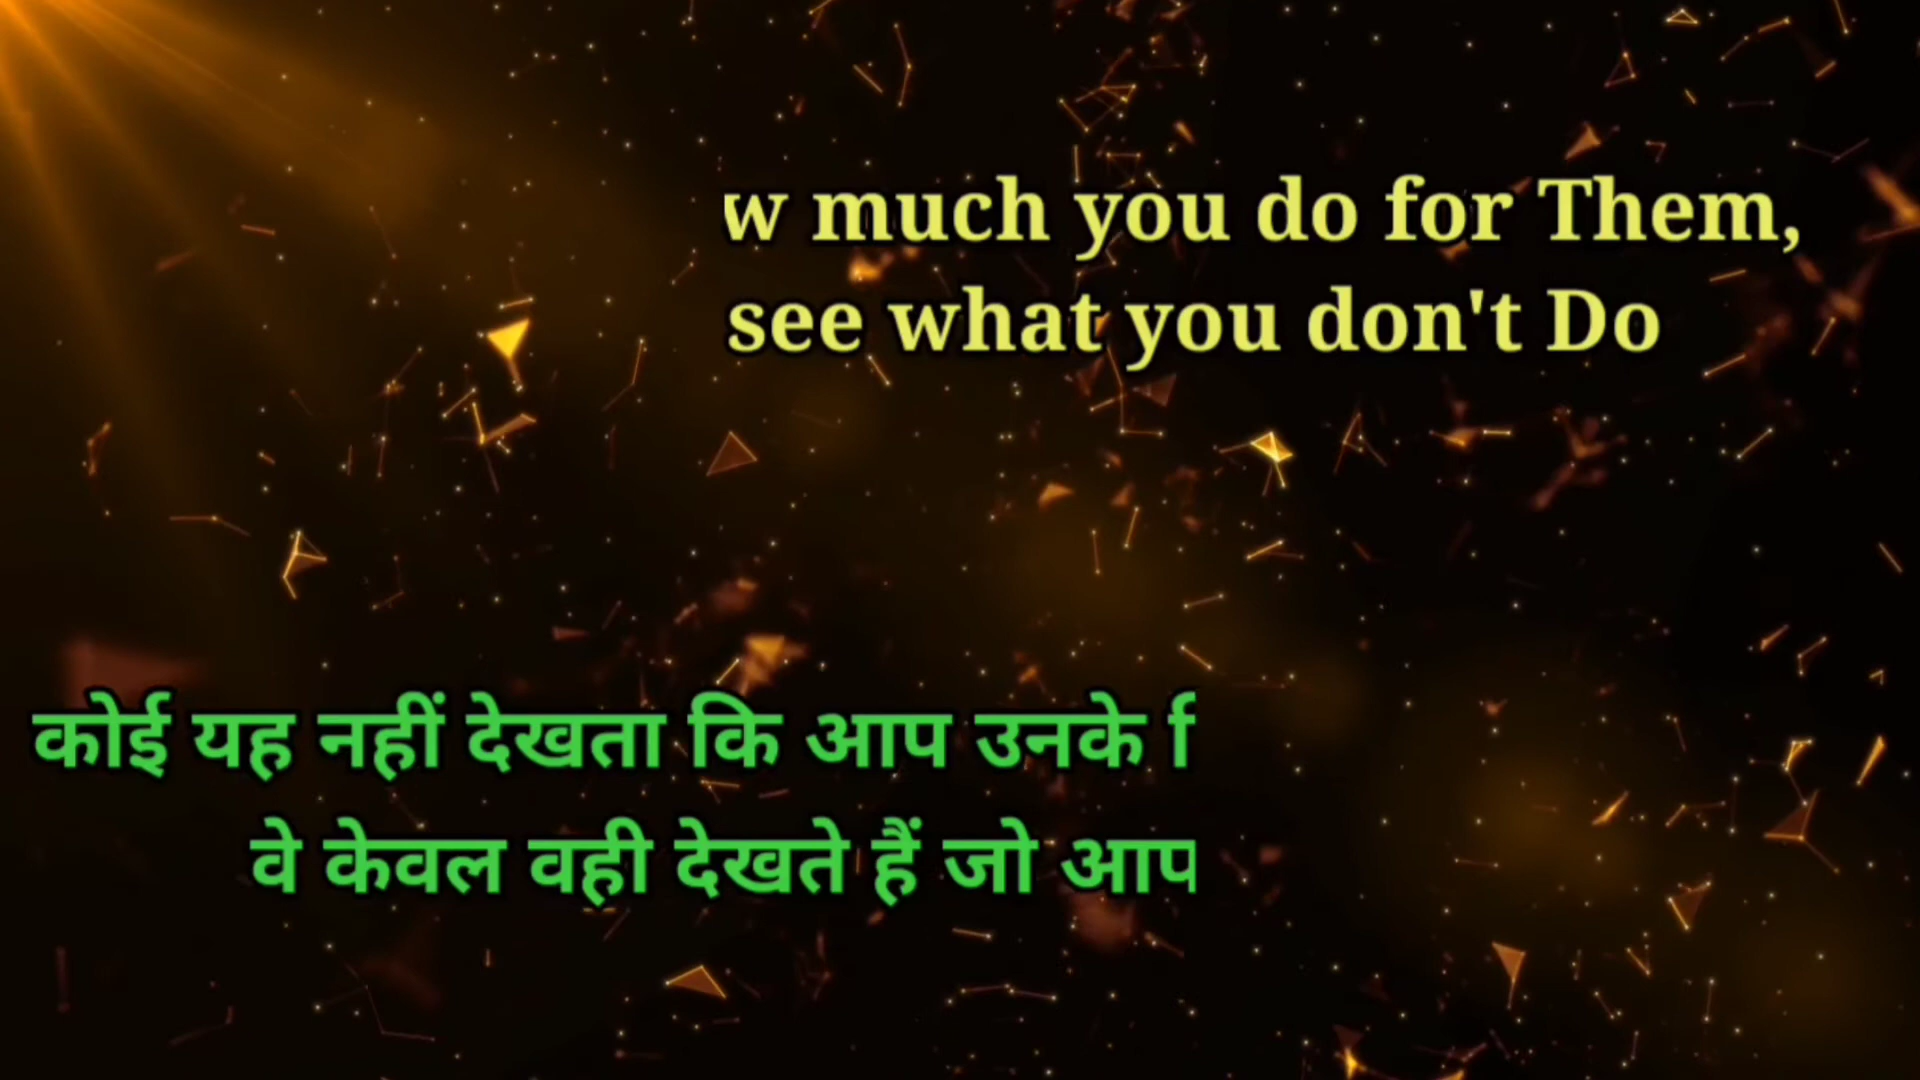 w much you do for Them,
see what you don't Do
कोई यह नहीं देखता कि आप उनके
वे केवल वही देखते हैं जो आप